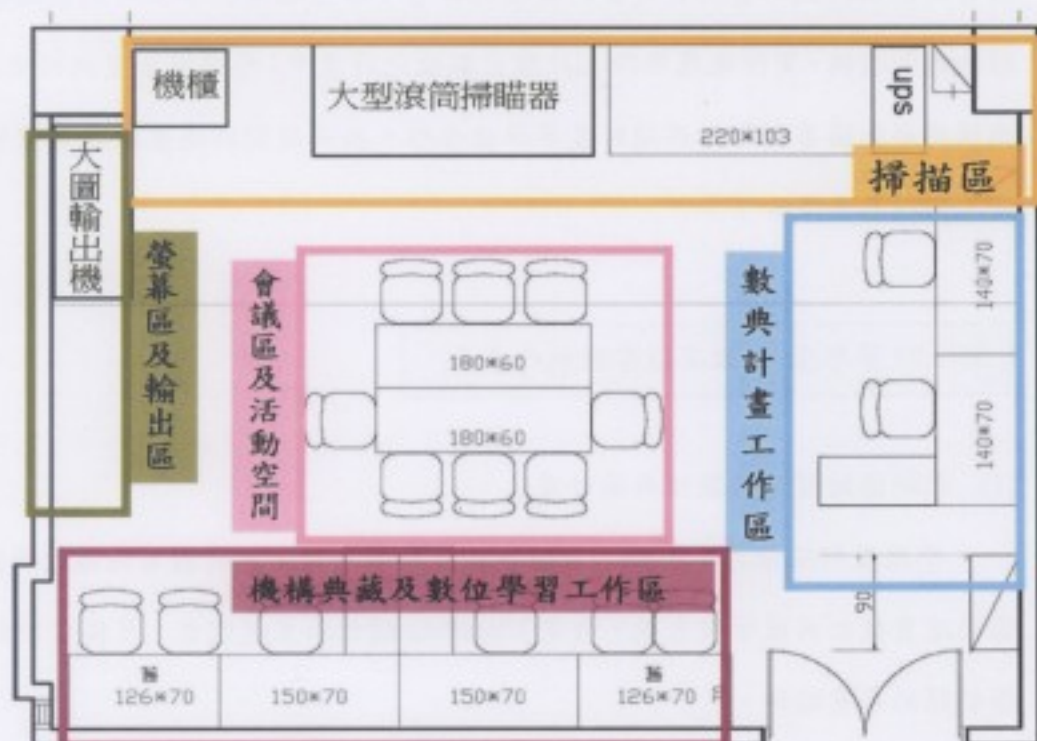 機櫃
大型滾筒掃瞄器
220*103
ups
掃描區
大圖輸出機
螢幕區及輸出區
會議區及活動空間
180*60
180*60
數典計畫工作區
140*70
140*70
90
機構典藏及數位學習工作區
126*70
150*70
150*70
126*70